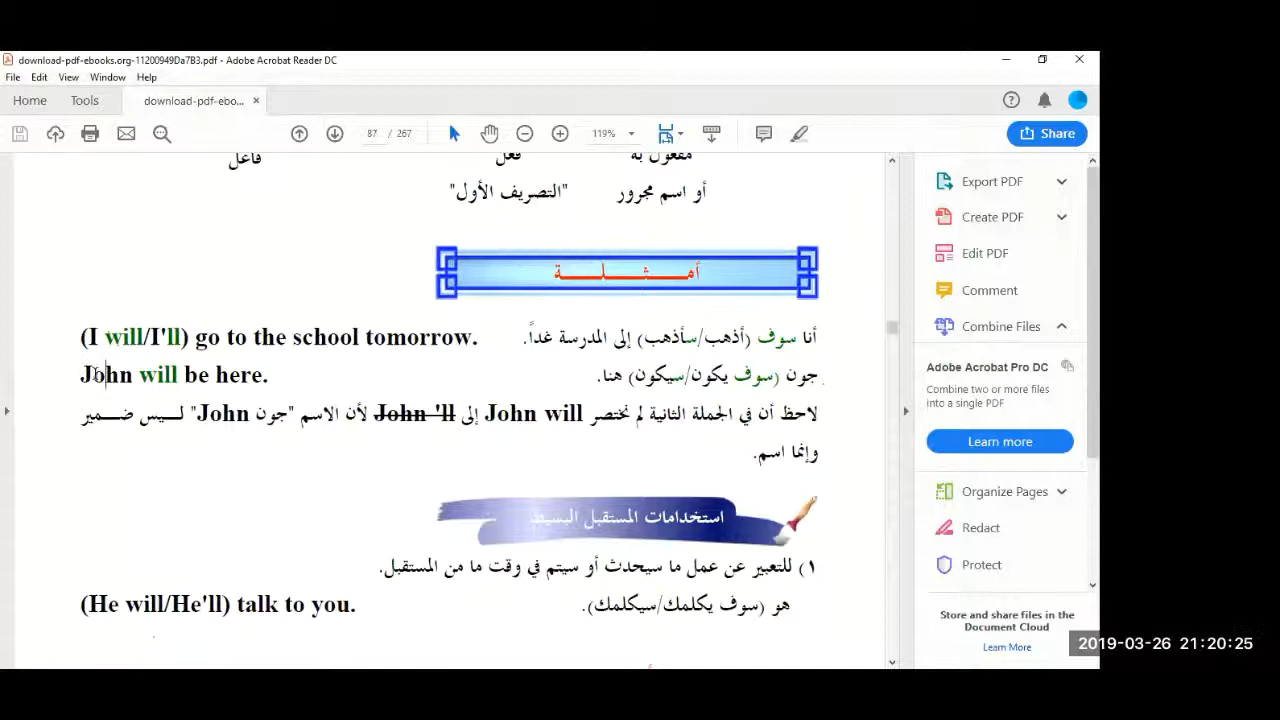 download-pdf-ebooks.org-11200949Da7B3.pdf - Adobe Acrobat Reader DC
File Edit View Window Help
Home Tools download-pdf-ebo... ×
87 / 267 119% Share
مفعول به فعل فاعل
أو اسم مجرور "التصريف الأول"
أمـــثـــلـــة
(I will/I'll) go to the school tomorrow. أنا سوف (أذهب/سأذهب) إلى المدرسة غداً.
John will be here. جون (سوف يكون/سيكون) هنا.
لاحظ أن في الجملة الثانية لم نختصر John will إلى John 'll لأن الاسم "جون John" لـــيس ضـــمير
وإنما اسم.
استخدامات المستقبل البسيط
١) للتعبير عن عمل ما سيحدث أو سيتم في وقت ما من المستقبل.
(He will/He'll) talk to you. هو (سوف يكلمك/سيكلمك).
Export PDF
Create PDF
Edit PDF
Comment
Combine Files
Adobe Acrobat Pro DC
Combine two or more files
into a single PDF
Learn more
Organize Pages
Redact
Protect
Store and share files in the
Document Cloud
Learn More
2019-03-26 21:20:25